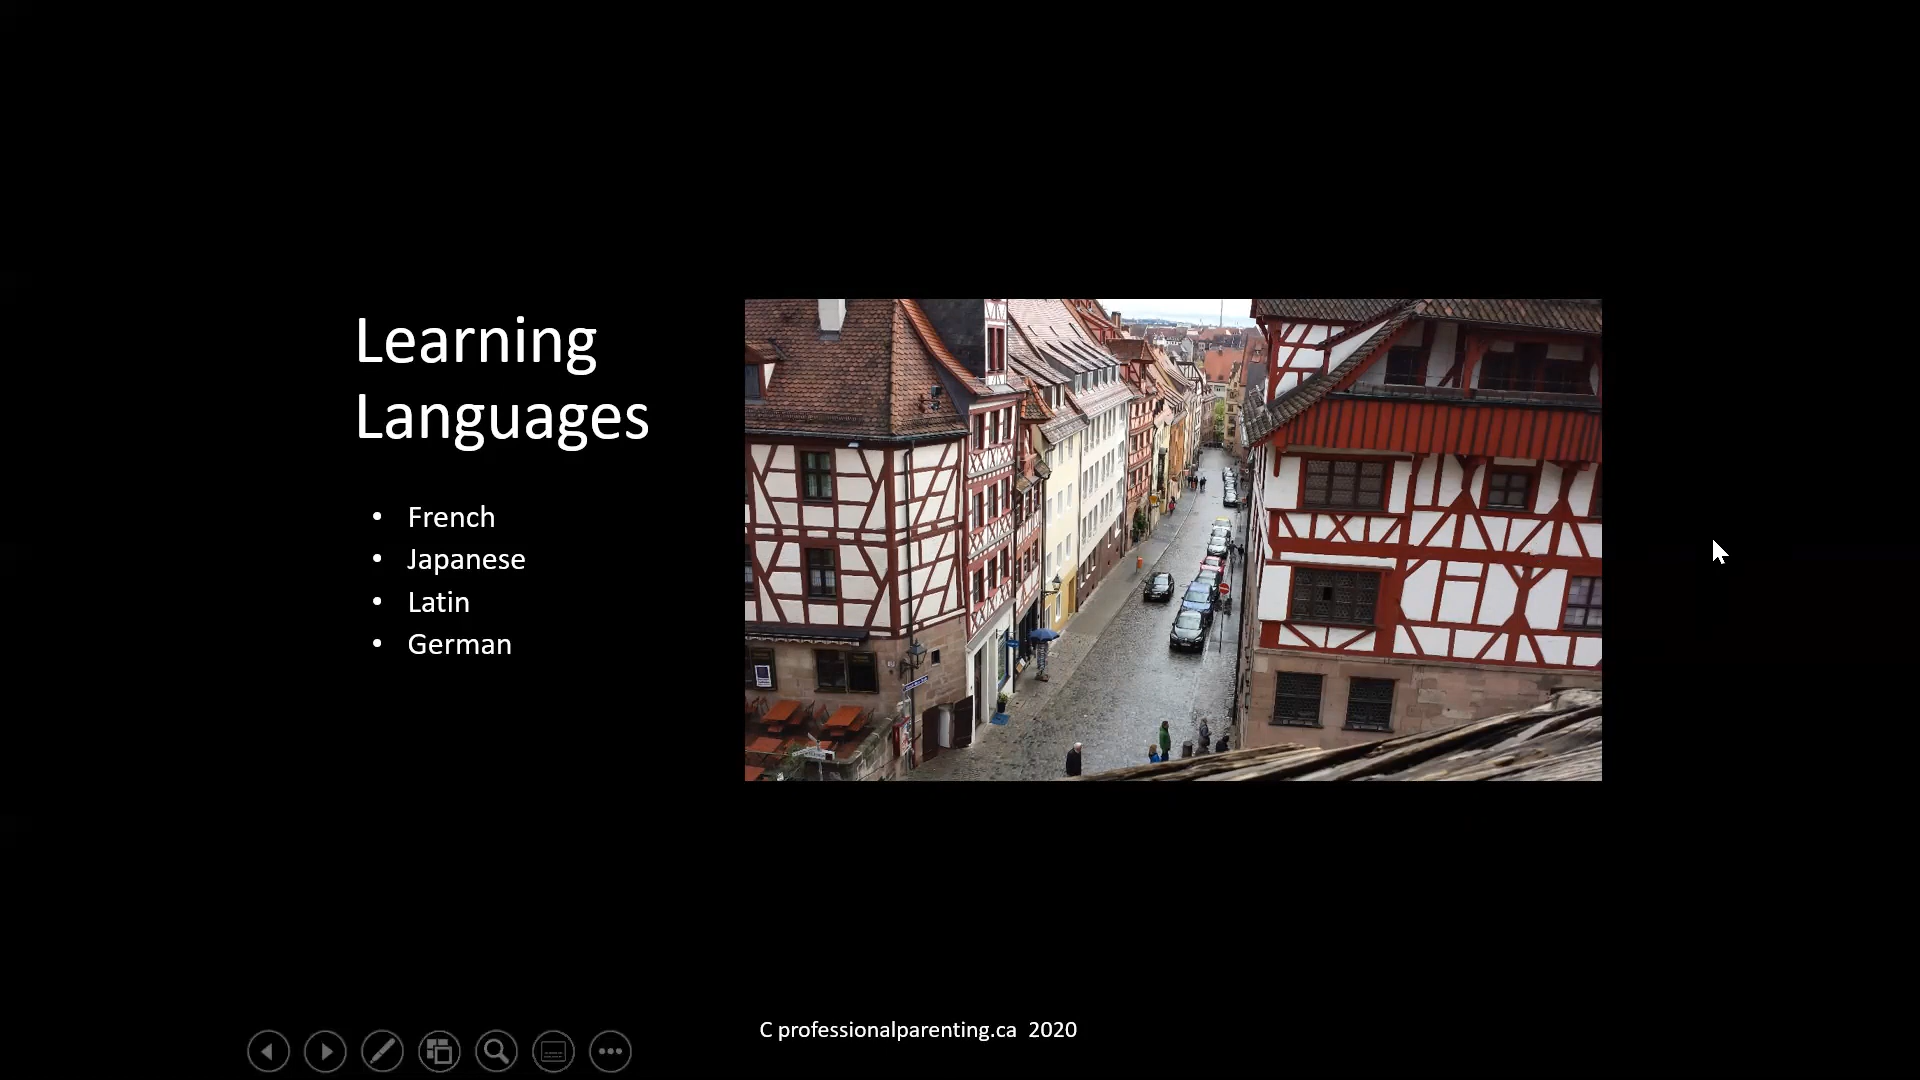 Learning
Languages
• French
• Japanese
• Latin
• German
C professionalparenting.ca 2020